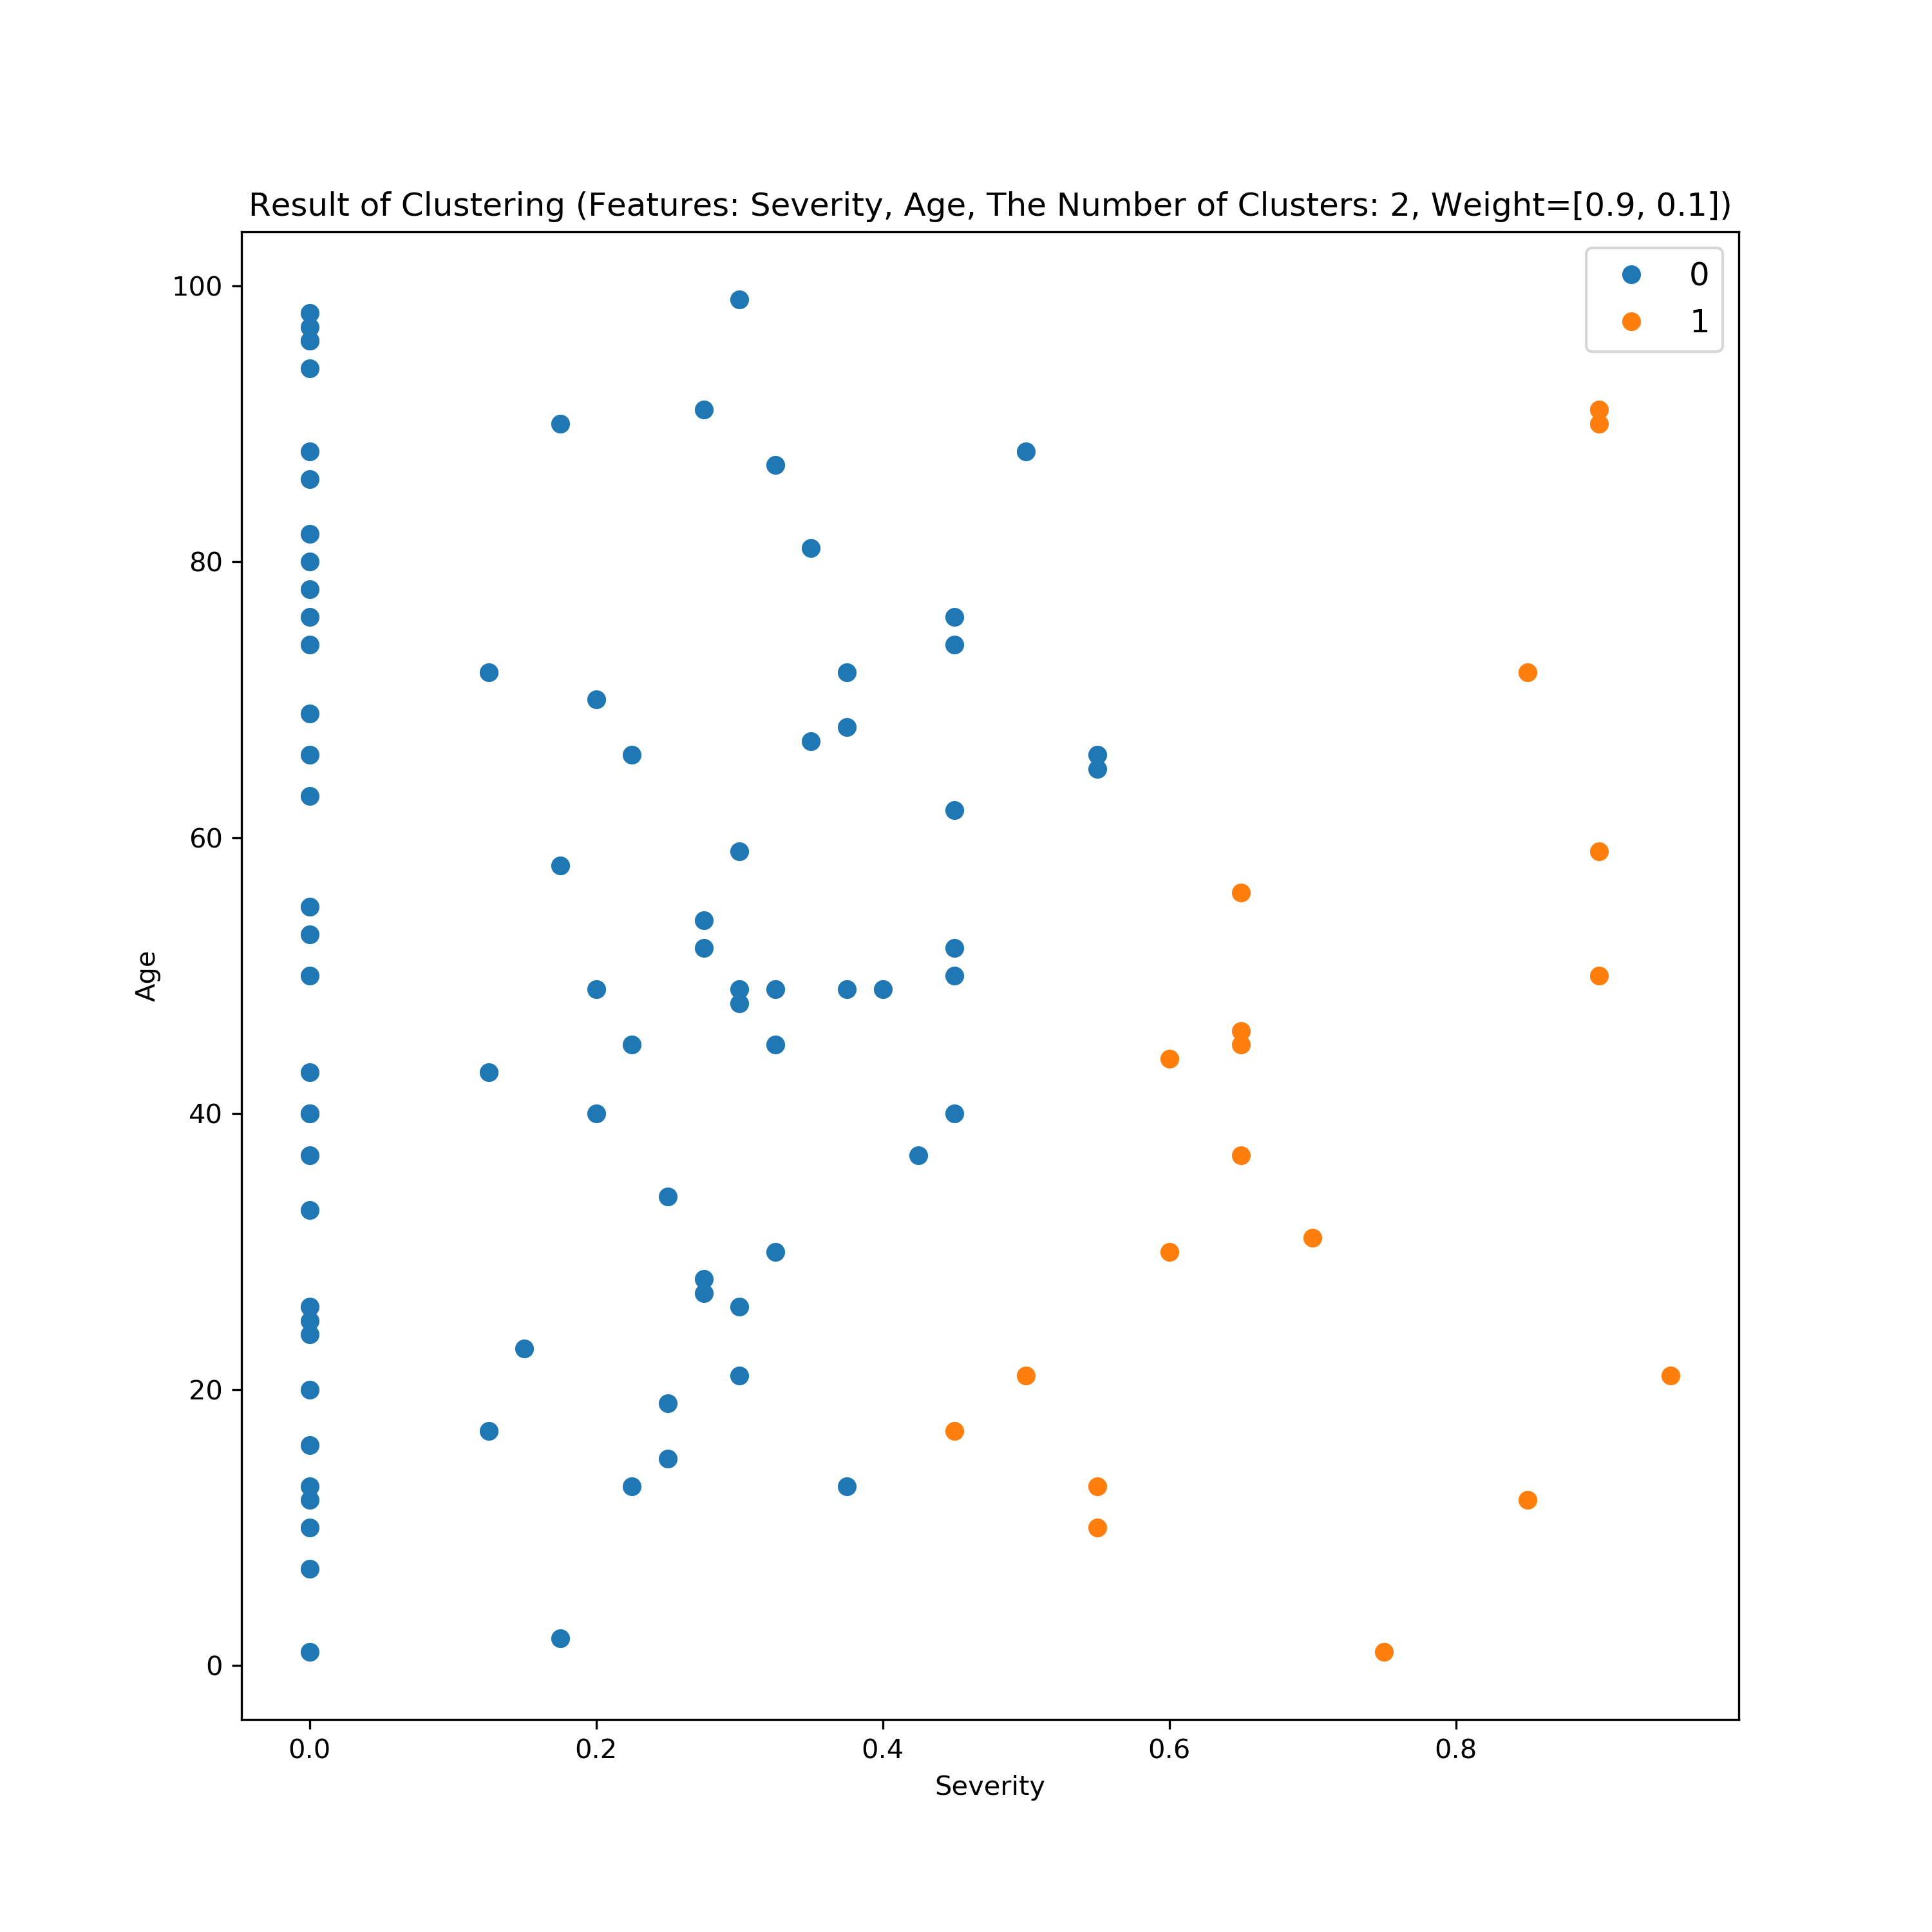 Result of Clustering (Features: Severity, Age, The Number of Clusters: 2, Weight=[0.9, 0.1])
0
1
100
80
60
40
20
0
Age
0.0 0.2 0.4 0.6 0.8
Severity